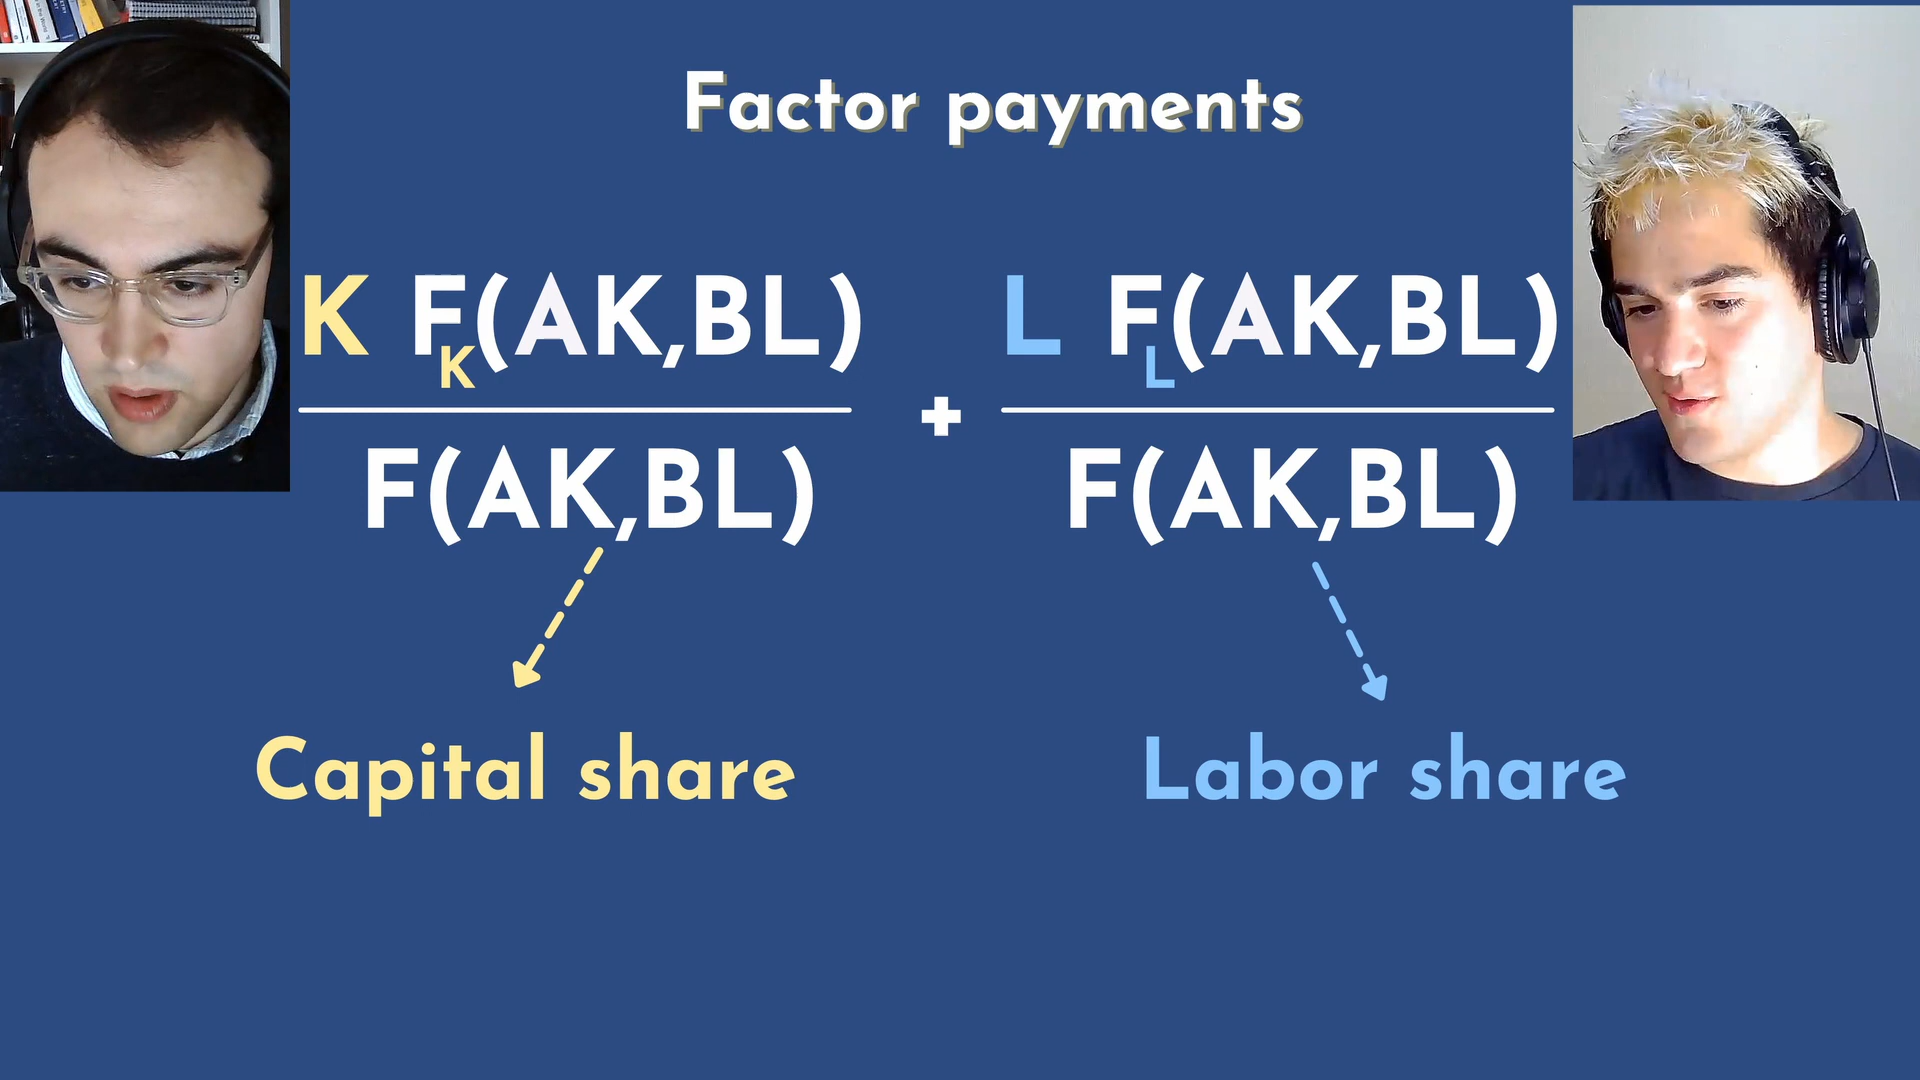 Factor payments
K F_K(AK,BL)
F(AK,BL)
+
L F_L(AK,BL)
F(AK,BL)
Capital share
Labor share